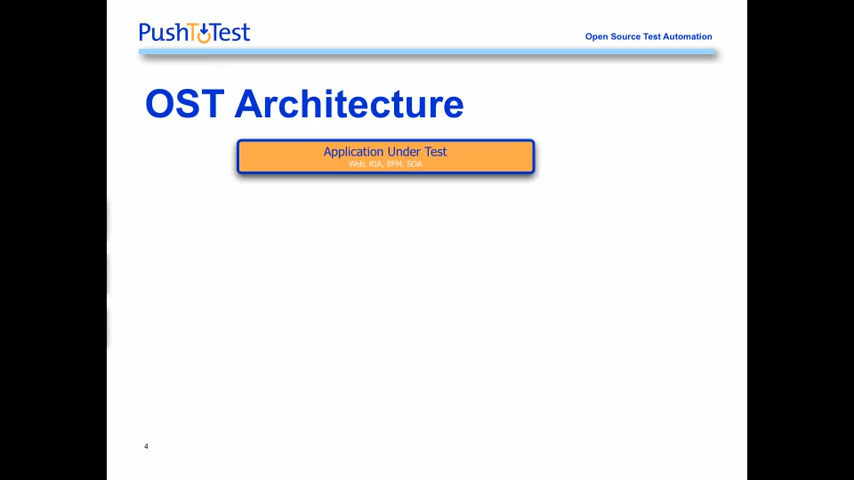 PushToTest
Open Source Test Automation
OST Architecture
Application Under Test
Web, RIA, BPM, SOA
4